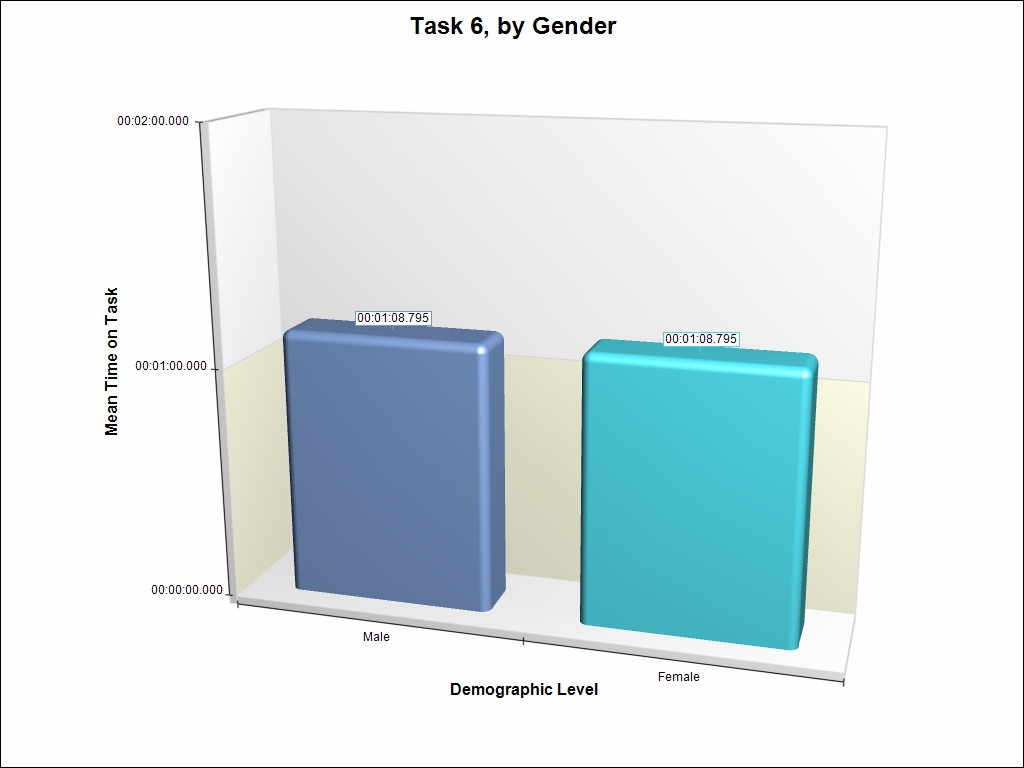 Task 6, by Gender
00:02:00.000
00:01:08.795
00:01:08.795
00:01:00.000
Mean Time on Task
00:00:00.000
Male
Female
Demographic Level